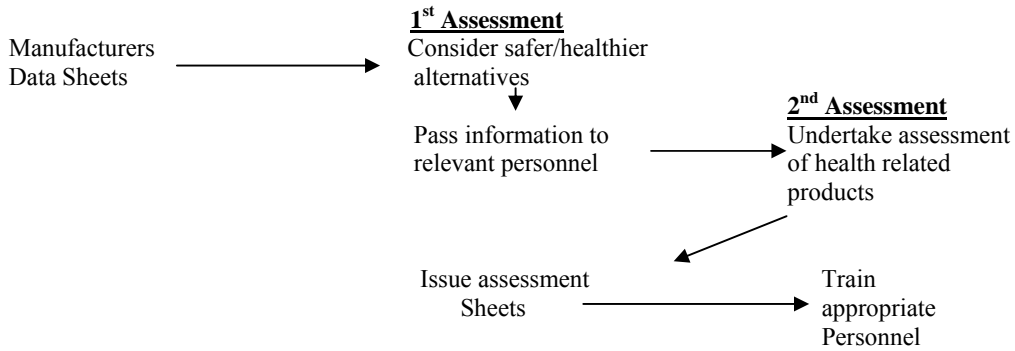 Manufacturers
Data Sheets
1st Assessment
Consider safer/healthier
alternatives
Pass information to
relevant personnel
2nd Assessment
Undertake assessment
of health related
products
Issue assessment
Sheets
Train
appropriate
Personnel